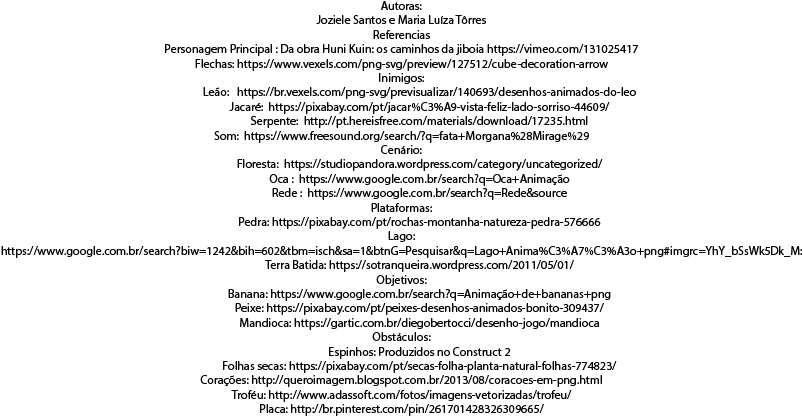 Autoras:
Joziele Santos e Maria Luíza Tôrres
Referencias
Personagem Principal : Da obra Huni Kuin: os caminhos da jiboia https://vimeo.com/131025417
Flechas: https://www.vexels.com/png-svg/preview/127512/cube-decoration-arrow
Inimigos:
Leão: https://br.vexels.com/png-svg/previsualizar/140693/desenhos-animados-do-leo
Jacaré: https://pixabay.com/pt/jacar%C3%A9-vista-feliz-lado-sorriso-44609/
Serpente: http://pt.hereisfree.com/materials/download/17235.html
Som: https://www.freesound.org/search/?q=fata+Morgana%28Mirage%29
Cenário:
Floresta: https://studiopandora.wordpress.com/category/uncategorized/
Oca : https://www.google.com.br/search?q=Oca+Animação
Rede : https://www.google.com.br/search?q=Rede&source
Plataformas:
Pedra: https://pixabay.com/pt/rochas-montanha-natureza-pedra-576666
Lago:
https://www.google.com.br/search?biw=1242&bih=602&tbm=isch&sa=1&btnG=Pesquisar&q=Lago+Anima%C3%A7%C3%A3o+png#imgrc=YhY_bSsWk5Dk_M:
Terra Batida: https://sotranqueira.wordpress.com/2011/05/01/
Objetivos:
Banana: https://www.google.com.br/search?q=Animação+de+bananas+png
Peixe: https://pixabay.com/pt/peixes-desenhos-animados-bonito-309437/
Mandioca: https://gartic.com.br/diegobertocci/desenho-jogo/mandioca
Obstáculos:
Espinhos: Produzidos no Construct 2
Folhas secas: https://pixabay.com/pt/secas-folha-planta-natural-folhas-774823/
Corações: http://queroimagem.blogspot.com.br/2013/08/coracoes-em-png.html
Troféu: http://www.adassoft.com/fotos/imagens-vetorizadas/trofeu/
Placa: http://br.pinterest.com/pin/261701428326309665/